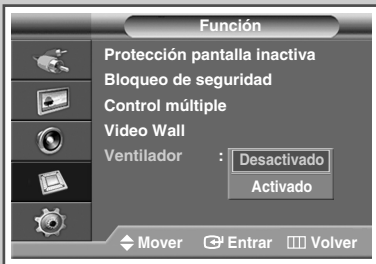 Función
Protección pantalla inactiva
Bloqueo de seguridad
Control múltiple
Video Wall
Ventilador : Desactivado
Activado
Mover Entrar Volver